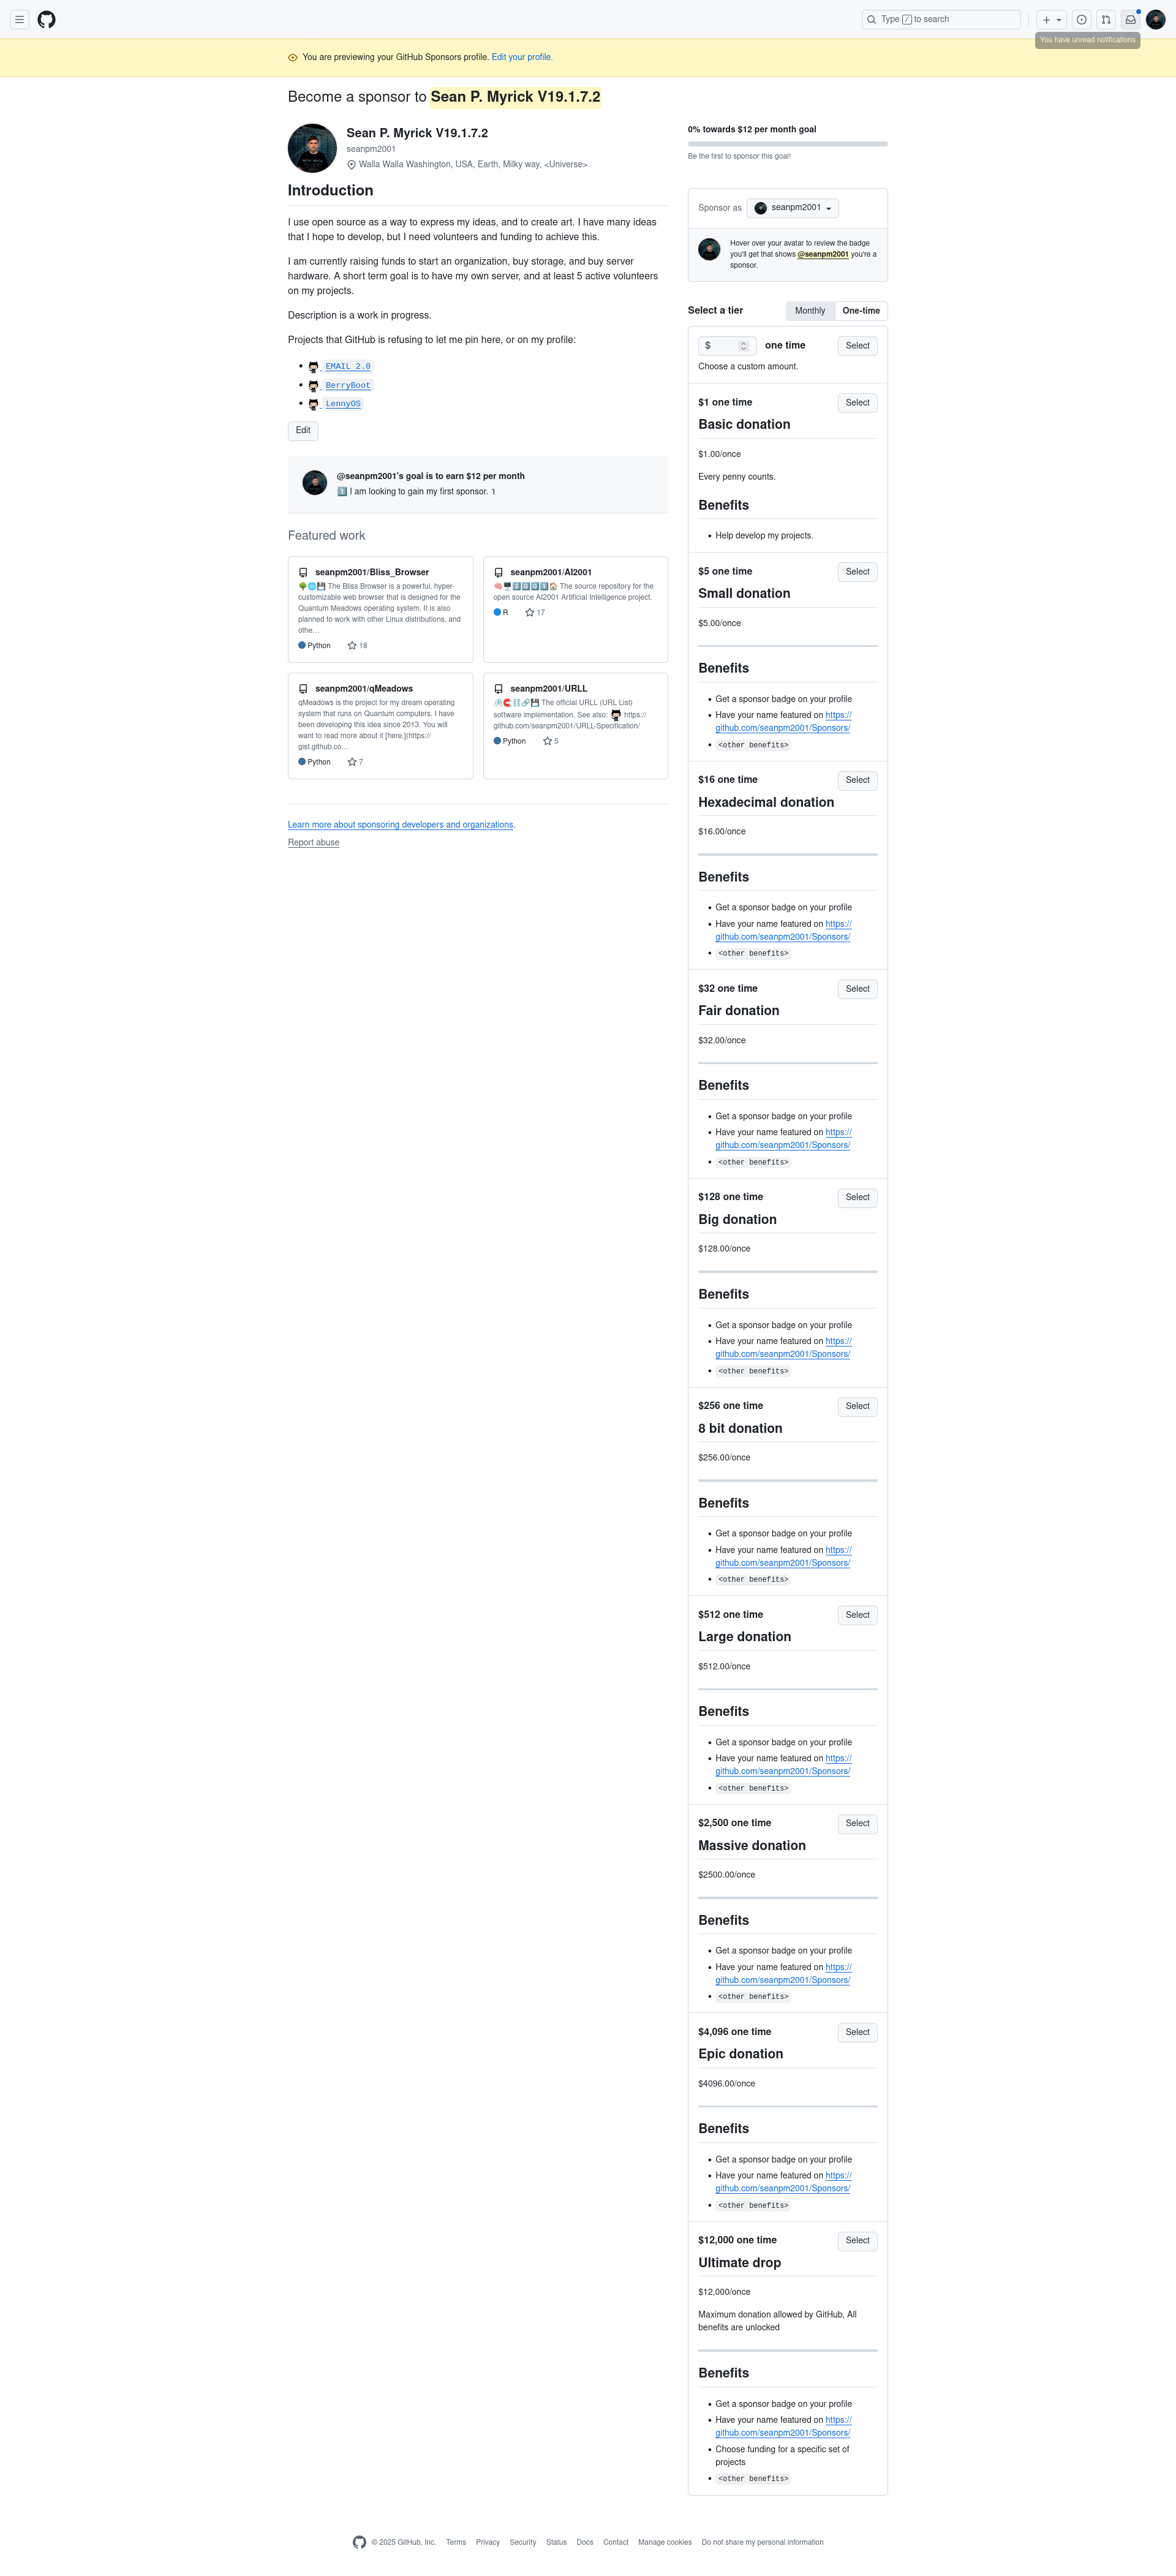 Type / to search
You have unread notifications
You are previewing your GitHub Sponsors profile. Edit your profile.
Become a sponsor to Sean P. Myrick V19.1.7.2
Sean P. Myrick V19.1.7.2
seanpm2001
Walla Walla Washington, USA, Earth, Milky way, <Universe>
Introduction
I use open source as a way to express my ideas, and to create art. I have many ideas
that I hope to develop, but I need volunteers and funding to achieve this.
I am currently raising funds to start an organization, buy storage, and buy server
hardware. A short term goal is to have my own server, and at least 5 active volunteers
on my projects.
Description is a work in progress.
Projects that GitHub is refusing to let me pin here, or on my profile:
EMAIL 2.0
BerryBoot
LennyOS
Edit
@seanpm2001's goal is to earn $12 per month
1️⃣ I am looking to gain my first sponsor. 1
Featured work
seanpm2001/Bliss_Browser
🌳🌐💾 The Bliss Browser is a powerful, hyper-
customizable web browser that is designed for the
Quantum Meadows operating system. It is also
planned to work with other Linux distributions, and
othe…
Python 18
seanpm2001/AI2001
🧠🖥️2️⃣0️⃣0️⃣1️⃣🏠 The source repository for the
open source AI2001 Artificial Intelligence project.
R 17
seanpm2001/qMeadows
qMeadows is the project for my dream operating
system that runs on Quantum computers. I have
been developing this idea since 2013. You will
want to read more about it [here.](https://
gist.github.co…
Python 7
seanpm2001/URLL
🖇️🧲⛓️🔗💾 The official URLL (URL List)
software implementation. See also: https://
github.com/seanpm2001/URLL-Specification/
Python 5
Learn more about sponsoring developers and organizations.
Report abuse
0% towards $12 per month goal
Be the first to sponsor this goal!
Sponsor as seanpm2001
Hover over your avatar to review the badge
you'll get that shows @seanpm2001 you're a
sponsor.
Select a tier Monthly One-time
$ one time Select
Choose a custom amount.
$1 one time Select
Basic donation
$1.00/once
Every penny counts.
Benefits
Help develop my projects.
$5 one time Select
Small donation
$5.00/once
Benefits
Get a sponsor badge on your profile
Have your name featured on https://
github.com/seanpm2001/Sponsors/
<other benefits>
$16 one time Select
Hexadecimal donation
$16.00/once
Benefits
Get a sponsor badge on your profile
Have your name featured on https://
github.com/seanpm2001/Sponsors/
<other benefits>
$32 one time Select
Fair donation
$32.00/once
Benefits
Get a sponsor badge on your profile
Have your name featured on https://
github.com/seanpm2001/Sponsors/
<other benefits>
$128 one time Select
Big donation
$128.00/once
Benefits
Get a sponsor badge on your profile
Have your name featured on https://
github.com/seanpm2001/Sponsors/
<other benefits>
$256 one time Select
8 bit donation
$256.00/once
Benefits
Get a sponsor badge on your profile
Have your name featured on https://
github.com/seanpm2001/Sponsors/
<other benefits>
$512 one time Select
Large donation
$512.00/once
Benefits
Get a sponsor badge on your profile
Have your name featured on https://
github.com/seanpm2001/Sponsors/
<other benefits>
$2,500 one time Select
Massive donation
$2500.00/once
Benefits
Get a sponsor badge on your profile
Have your name featured on https://
github.com/seanpm2001/Sponsors/
<other benefits>
$4,096 one time Select
Epic donation
$4096.00/once
Benefits
Get a sponsor badge on your profile
Have your name featured on https://
github.com/seanpm2001/Sponsors/
<other benefits>
$12,000 one time Select
Ultimate drop
$12,000/once
Maximum donation allowed by GitHub, All
benefits are unlocked
Benefits
Get a sponsor badge on your profile
Have your name featured on https://
github.com/seanpm2001/Sponsors/
Choose funding for a specific set of
projects
<other benefits>
© 2025 GitHub, Inc. Terms Privacy Security Status Docs Contact Manage cookies Do not share my personal information